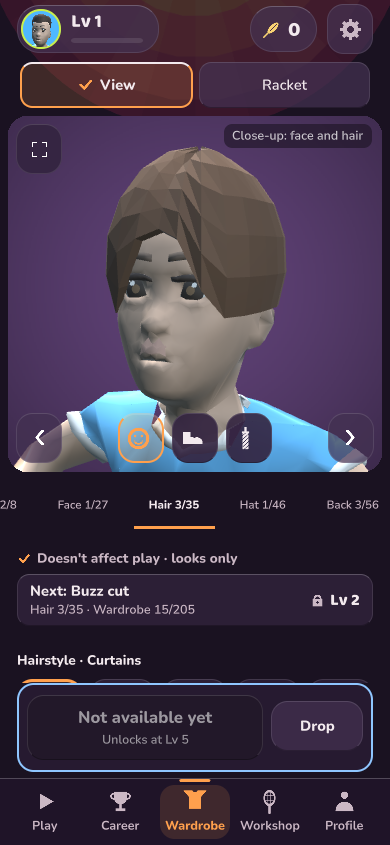 Lv 1
0
View
Racket
Close-up: face and hair
2/8
Face 1/27
Hair 3/35
Hat 1/46
Back 3/56
Doesn't affect play · looks only
Next: Buzz cut
Hair 3/35 · Wardrobe 15/205
Lv 2
Hairstyle · Curtains
Not available yet
Unlocks at Lv 5
Drop
Play
Career
Wardrobe
Workshop
Profile